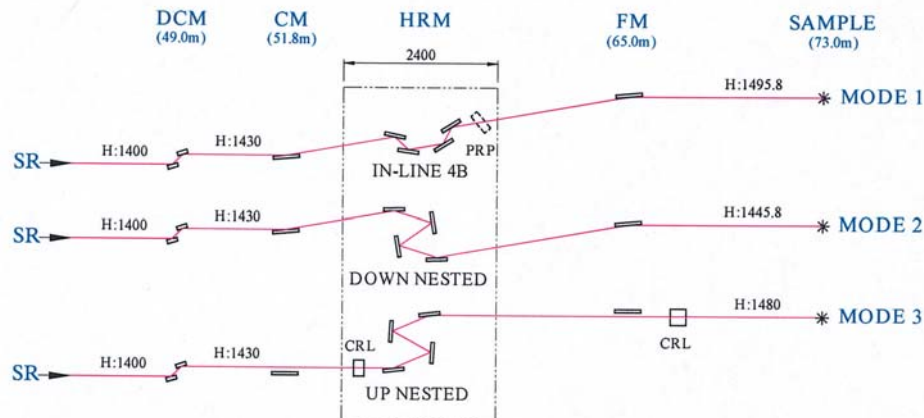 DCM CM HRM FM SAMPLE
(49.0m) (51.8m) (65.0m) (73.0m)
2400
H:1495.8 MODE 1
H:1400 H:1430
SR
PRP
IN-LINE 4B
H:1400 H:1430 H:1445.8
SR MODE 2
DOWN NESTED
H:1480
MODE 3
CRL
H:1400 H:1430 CRL
SR
UP NESTED